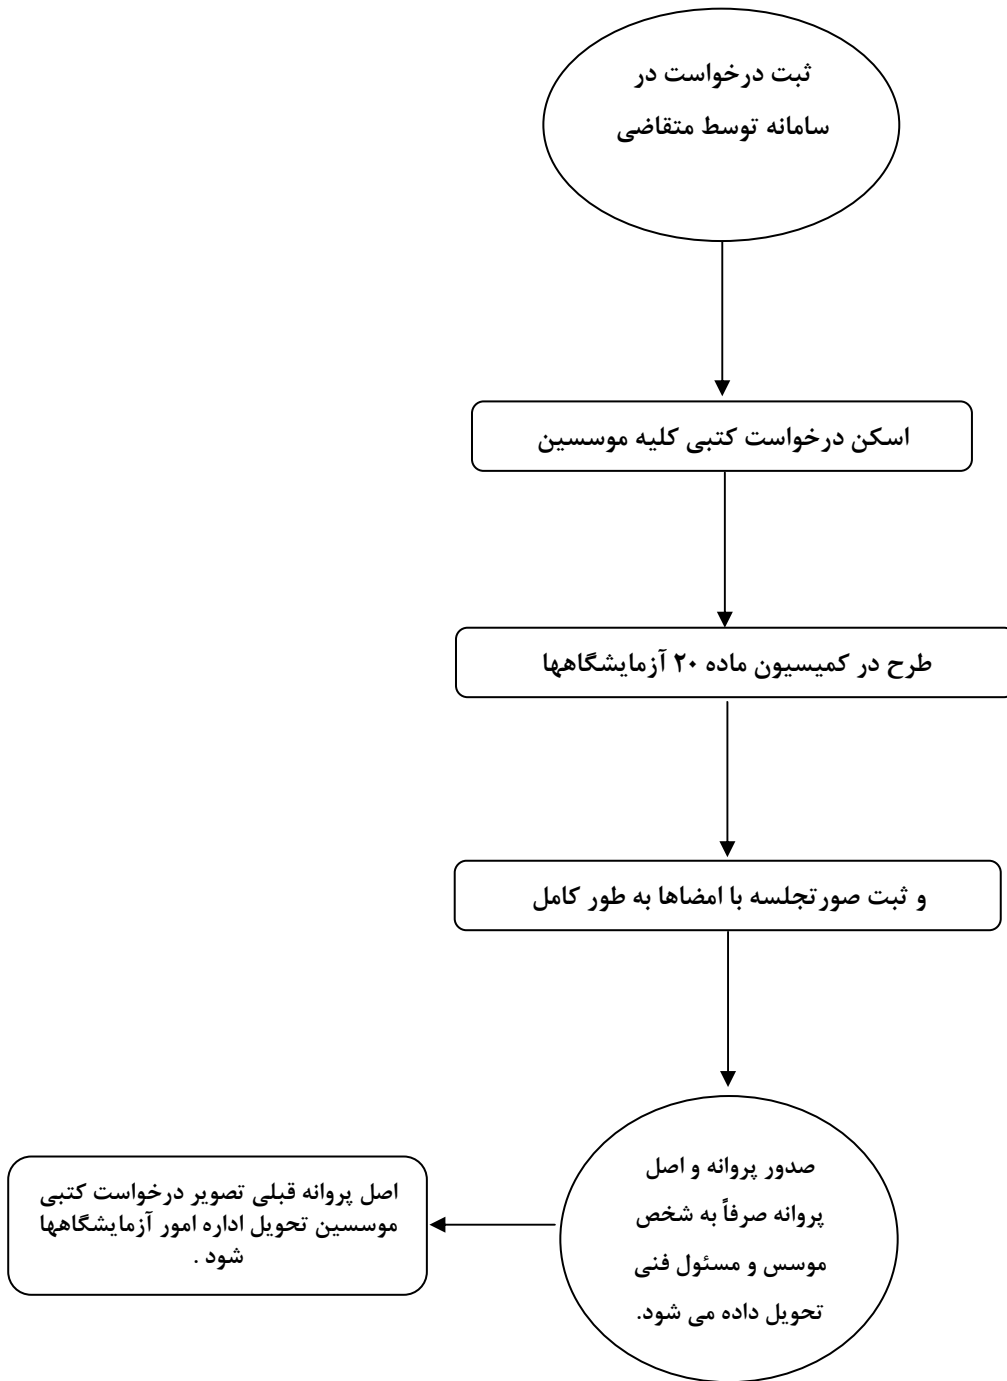 ثبت درخواست در
سامانه توسط متقاضی
اسکن درخواست کتبی کلیه موسسین
طرح در کمیسیون ماده ۲۰ آزمایشگاهها
و ثبت صورتجلسه با امضاها به طور کامل
صدور پروانه و اصل
پروانه صرفاً به شخص
موسس و مسئول فنی
تحویل داده می شود.
اصل پروانه قبلی تصویر درخواست کتبی
موسسین تحویل اداره امور آزمایشگاهها
شود .